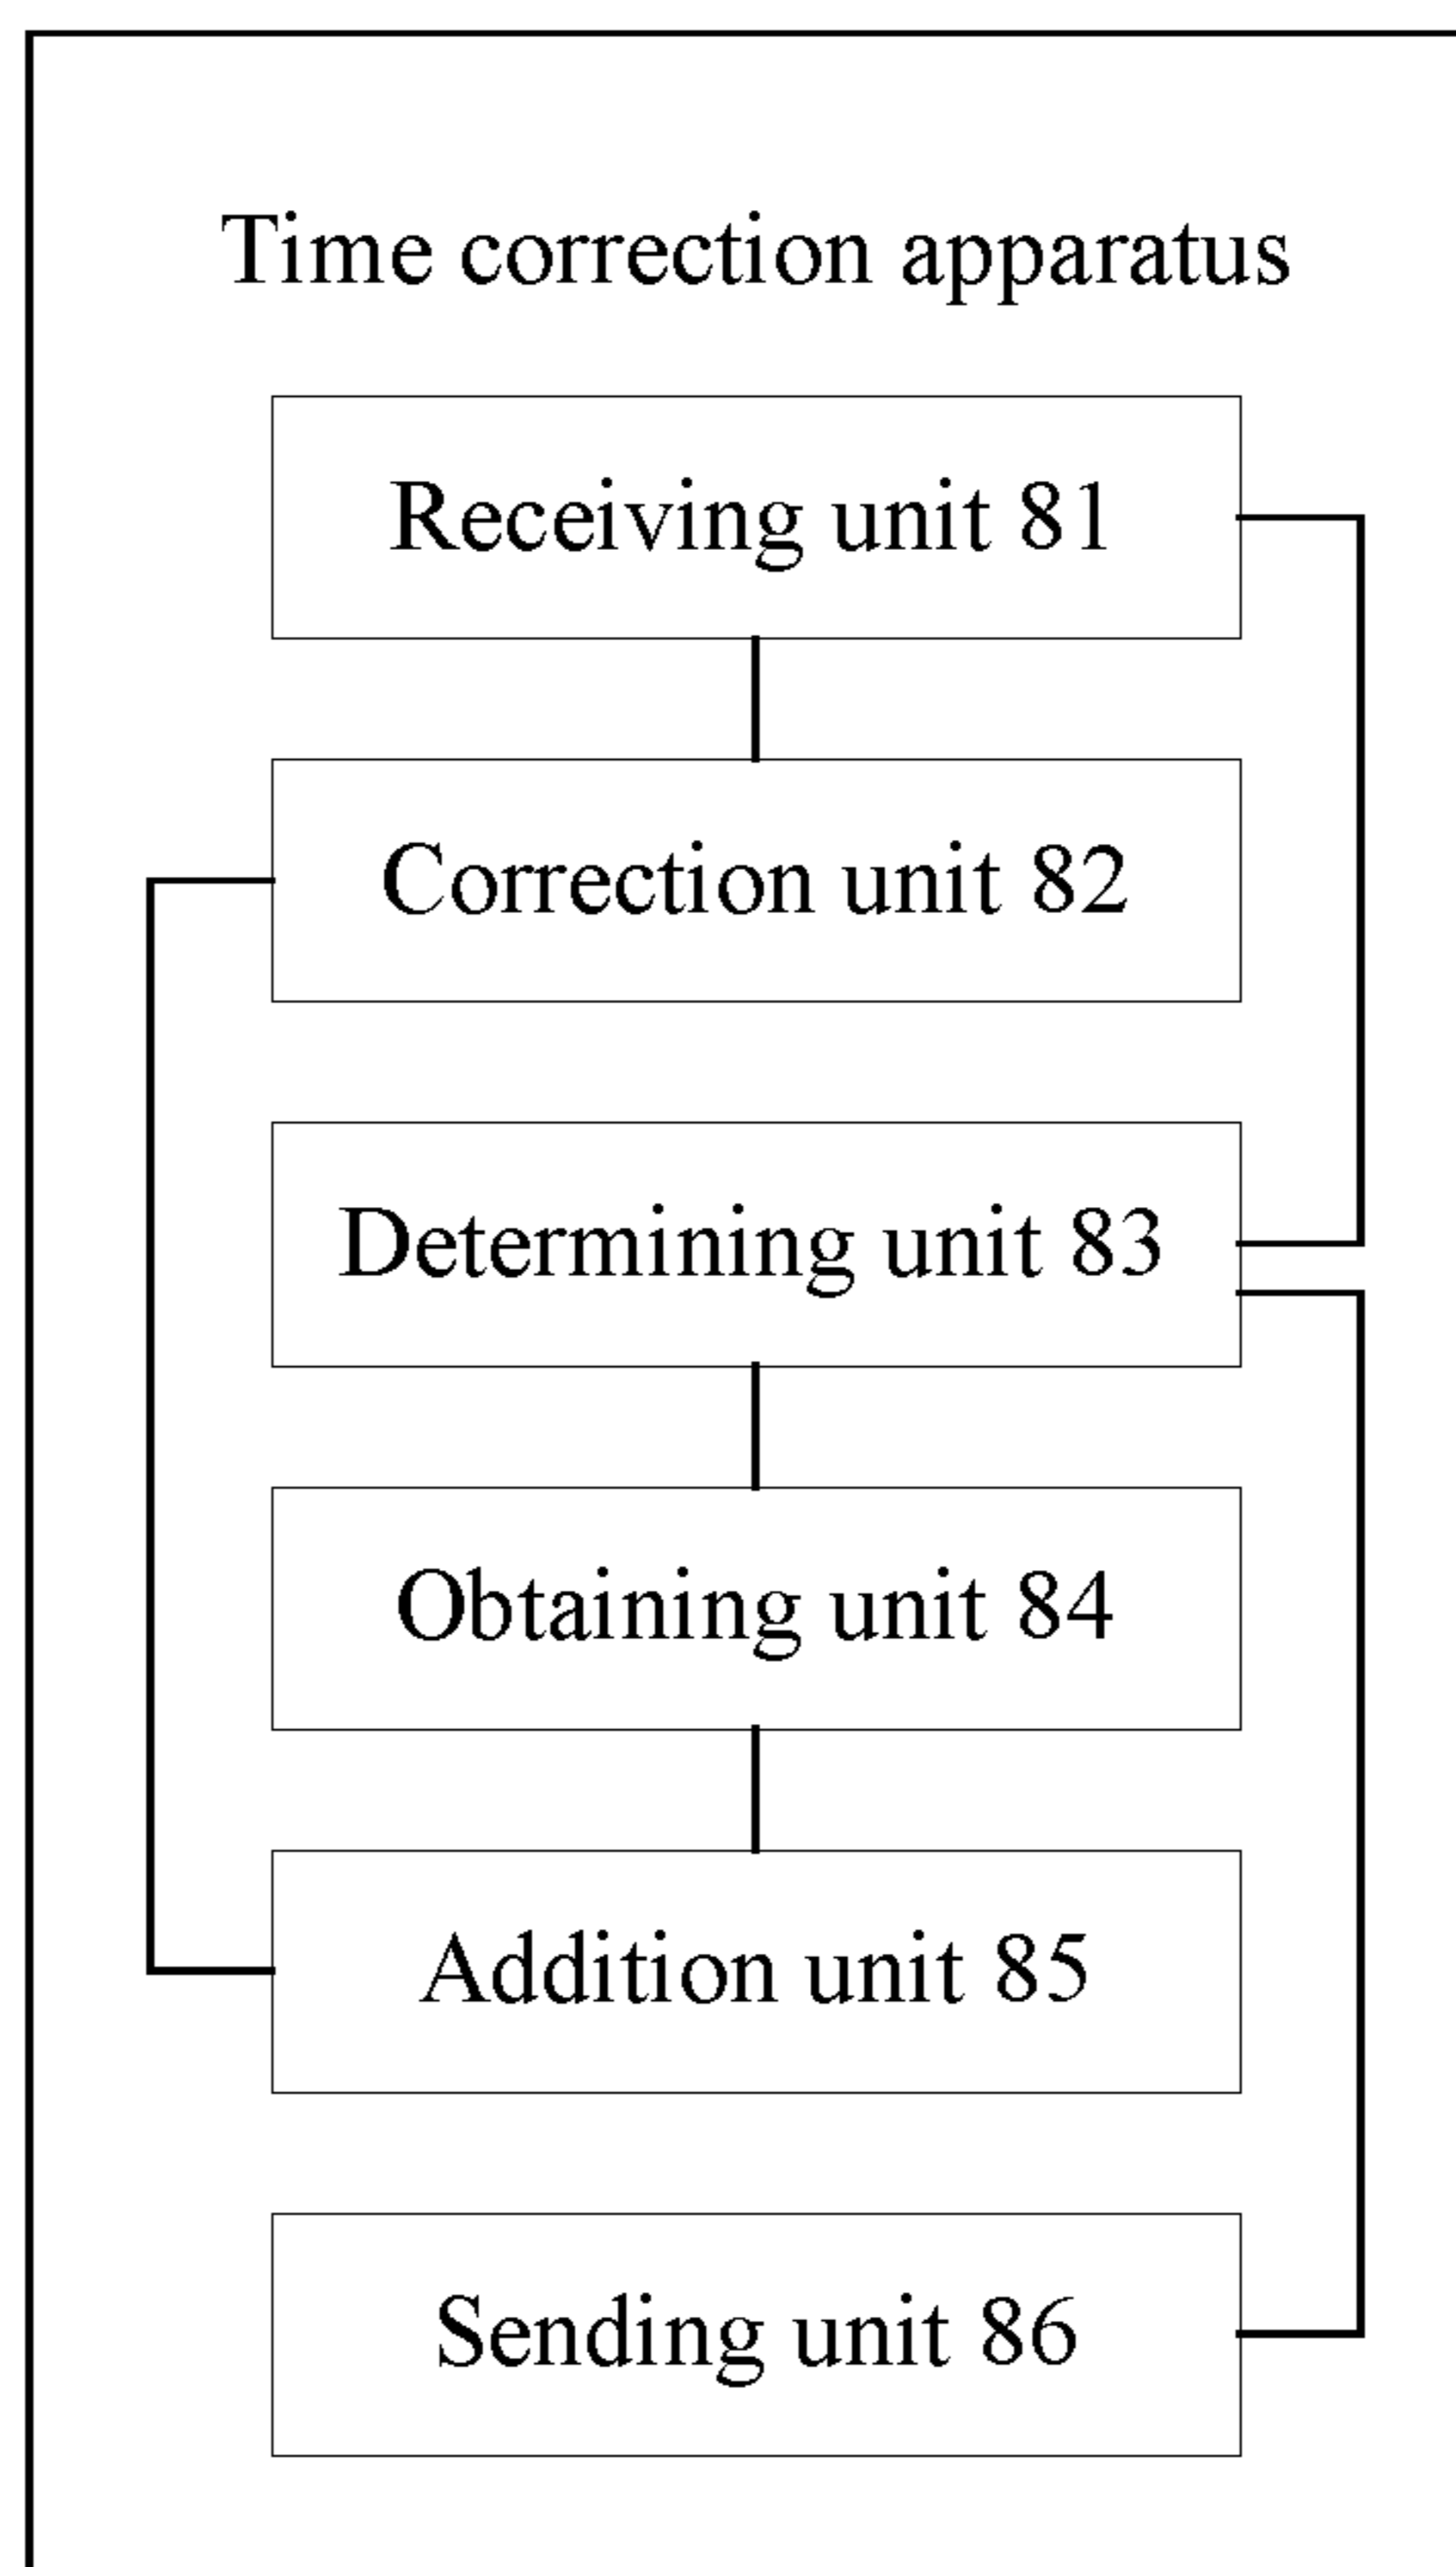 Time correction apparatus
Receiving unit 81
Correction unit 82
Determining unit 83
Obtaining unit 84
Addition unit 85
Sending unit 86